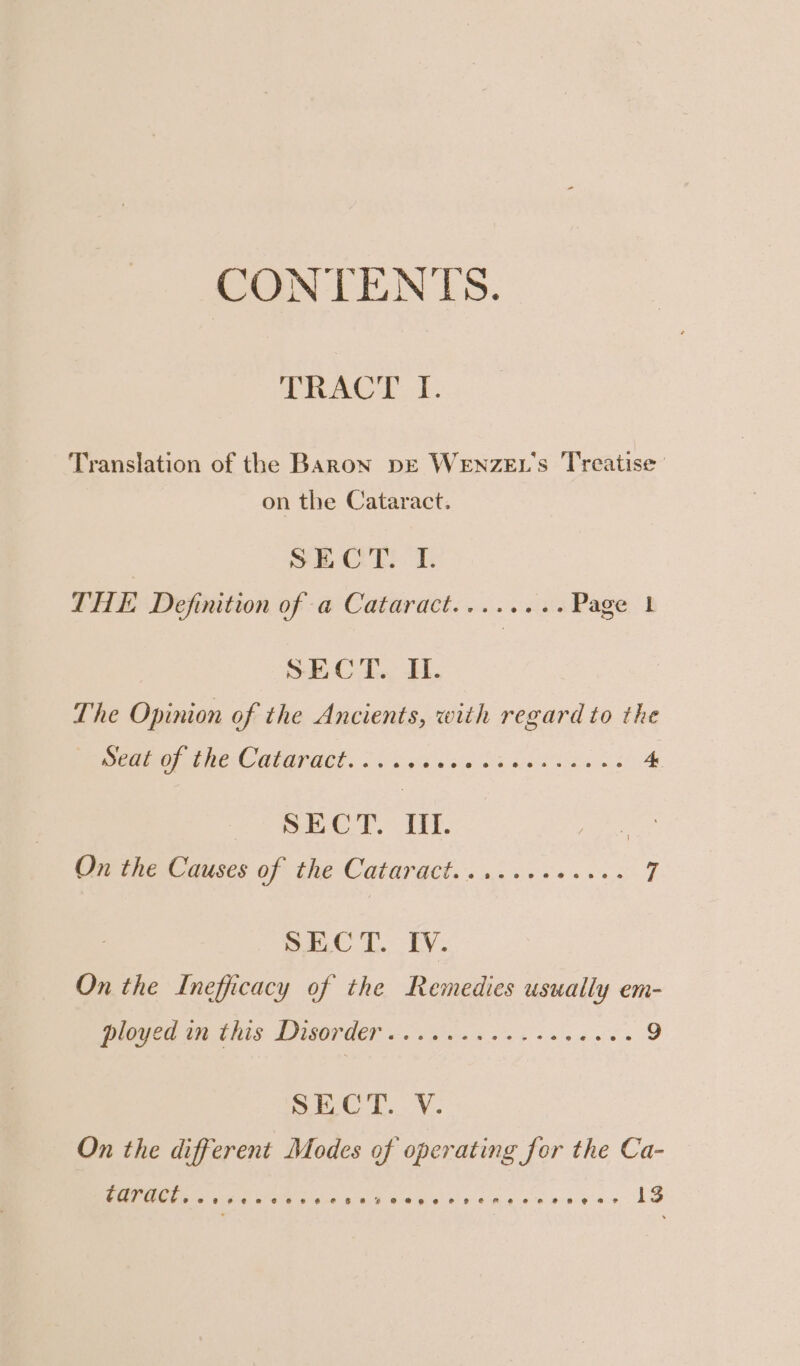 CONTENTS.
TRACT I.
Translation of the Baron de Wenzel's Treatise
on the Cataract.
SECT. I.
THE Definition of a Cataract........ Page 1
SECT. II.
The Opinion of the Ancients, with regard to the
Seat of the Cataract.................... 4
SECT. III.
On the Causes of the Cataract............ 7
SECT. IV.
On the Inefficacy of the Remedies usually em-
ployed in this Disorder.................. 9
SECT. V.
On the different Modes of operating for the Ca-
taract.............................. 13